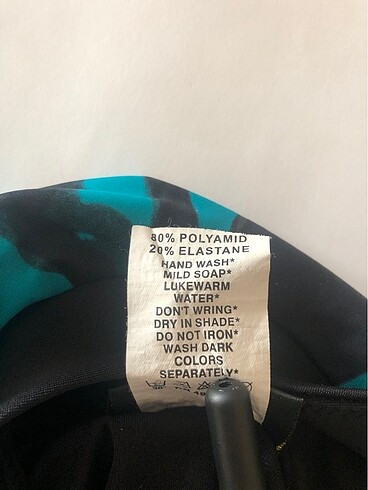 80% POLYAMID
20% ELASTANE
HAND WASH*
MILD SOAP*
LUKEWARM
WATER*
DON'T WRING*
DRY IN SHADE*
DO NOT IRON*
WASH DARK
COLORS
SEPARATELY*